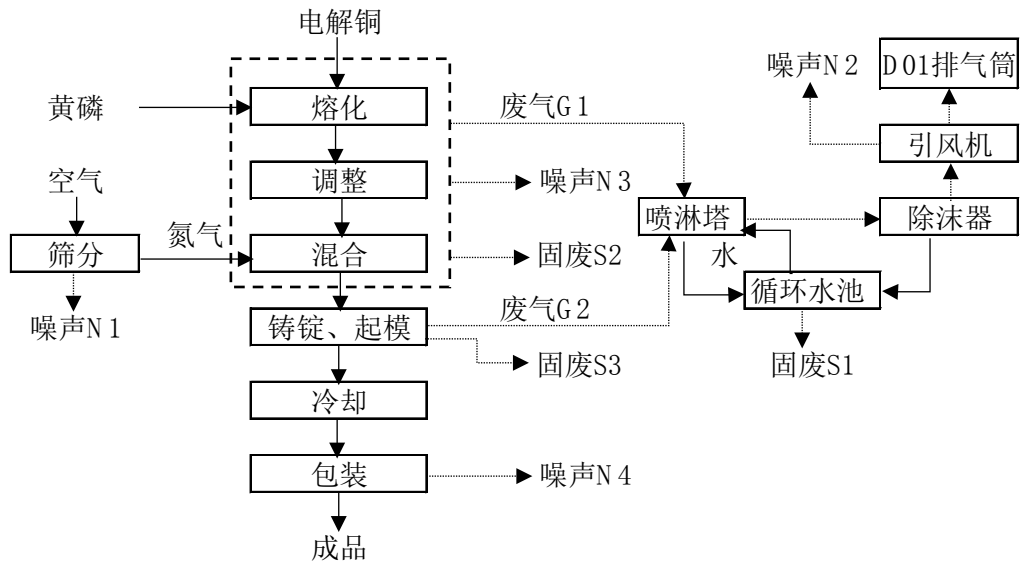 电解铜
噪声N2
D01排气筒
黄磷
熔化
废气G1
引风机
空气
调整
噪声N3
喷淋塔
除沫器
筛分
氮气
混合
固废S2
水
循环水池
噪声N1
铸锭、起模
废气G2
固废S3
固废S1
冷却
包装
噪声N4
成品